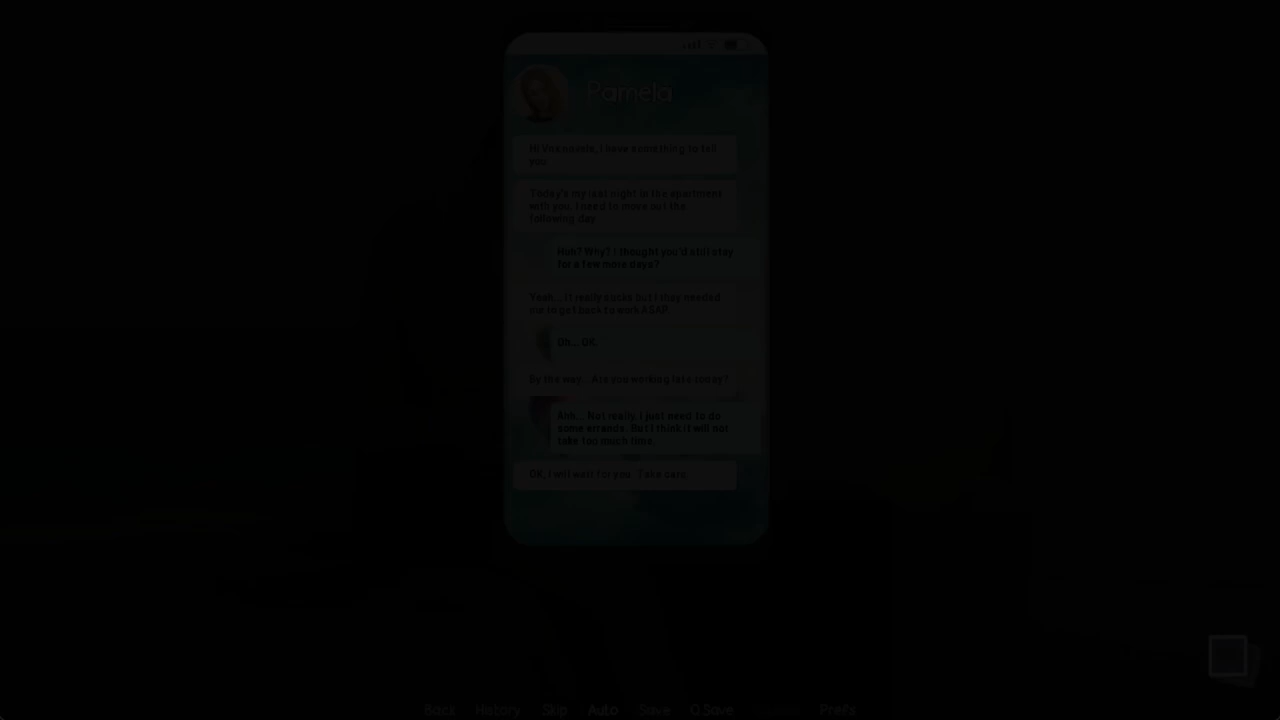 Pamela
Hi Vnxsavxie, I have something to tell
you.
Today's my last night in the apartment
with you. I need to move out the
following day.
Huh? Why? I thought you'd still stay
for a few more days?
Yeah... It really sucks but I they needed
me to get back to work ASAP.
Oh... OK.
By the way... Are you working late today?
Ahh... Not really. I just need to do
some errands. But I think it will not
take too much time.
OK, I will wait for you. Take care.
Back History Skip Auto Save Q.Save Prefs